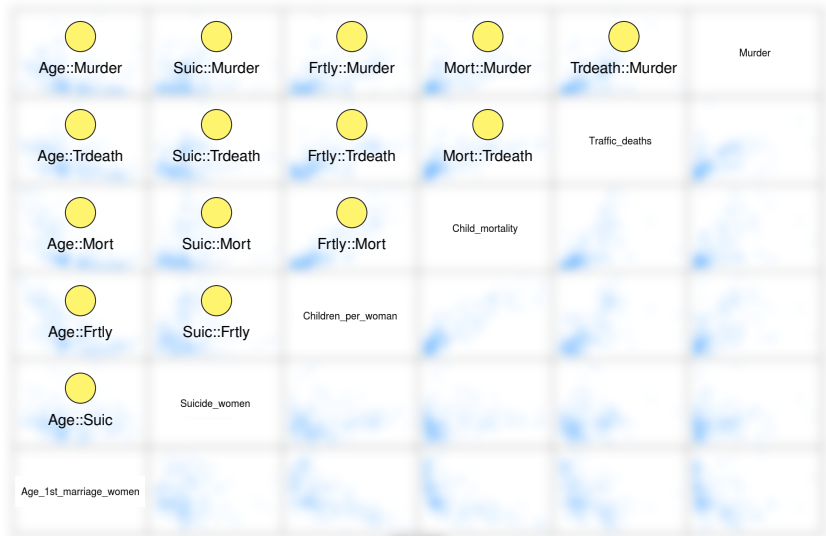 Age::Murder
Suic::Murder
Frtly::Murder
Mort::Murder
Trdeath::Murder
Murder
Age::Trdeath
Suic::Trdeath
Frtly::Trdeath
Mort::Trdeath
Traffic_deaths
Age::Mort
Suic::Mort
Frtly::Mort
Child_mortality
Age::Frtly
Suic::Frtly
Children_per_woman
Age::Suic
Suicide_women
Age_1st_marriage_women